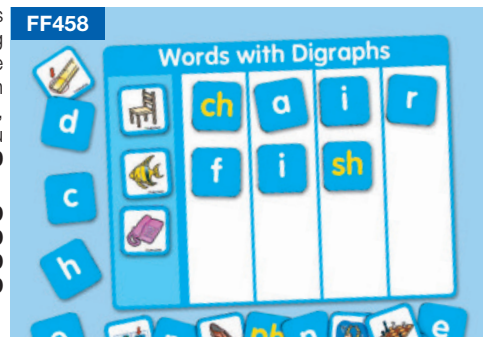 FF458
Words with Digraphs
ch a i r
d
f i sh
c
h
ph n e